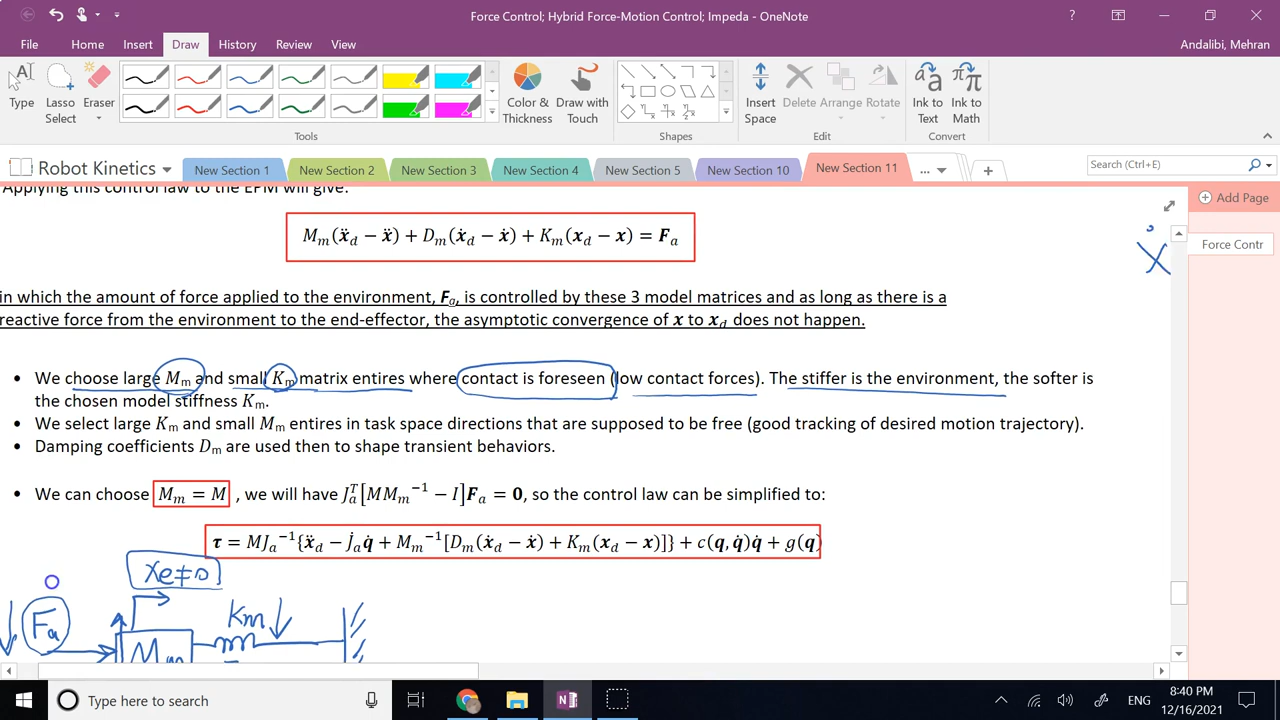 Force Control; Hybrid Force-Motion Control; Impeda - OneNote
?
File Home Insert Draw History Review View
Andalibi, Mehran
Type Lasso Select Eraser
Color & Thickness Draw with Touch
Insert Space Delete Arrange Rotate
Ink to Text Ink to Math
Tools Shapes Edit Convert
Robot Kinetics
New Section 1 New Section 2 New Section 3 New Section 4 New Section 5 New Section 10 New Section 11 ...
Search (Ctrl+E)
Add Page
Force Contr
Applying this control law to the EPM will give:
Mₘ(ẍ_d − ẍ) + Dₘ(ẋ_d − ẋ) + Kₘ(x_d − x) = Fₐ
Ẋ
in which the amount of force applied to the environment, Fₐ, is controlled by these 3 model matrices and as long as there is a
reactive force from the environment to the end-effector, the asymptotic convergence of x to x_d does not happen.
• We choose large Mₘ and small Kₘ matrix entires where contact is foreseen (low contact forces). The stiffer is the environment, the softer is
the chosen model stiffness Kₘ.
• We select large Kₘ and small Mₘ entires in task space directions that are supposed to be free (good tracking of desired motion trajectory).
• Damping coefficients Dₘ are used then to shape transient behaviors.
• We can choose Mₘ = M , we will have Jₐᵀ[MMₘ⁻¹ − I]Fₐ = 0, so the control law can be simplified to:
τ = MJₐ⁻¹{ẍ_d − J̇ₐq̇ + Mₘ⁻¹[Dₘ(ẋ_d − ẋ) + Kₘ(x_d − x)]} + c(q, q̇)q̇ + g(q)
Xe≠0
Fₐ
Km
Mm
Type here to search
ENG
8:40 PM
12/16/2021